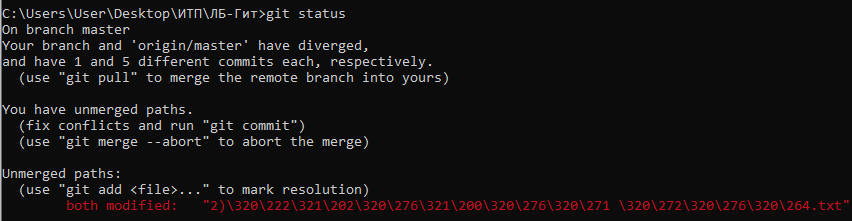 C:\Users\User\Desktop\ИТП\ЛБ-Гит>git status
On branch master
Your branch and 'origin/master' have diverged,
and have 1 and 5 different commits each, respectively.
  (use "git pull" to merge the remote branch into yours)

You have unmerged paths.
  (fix conflicts and run "git commit")
  (use "git merge --abort" to abort the merge)

Unmerged paths:
  (use "git add <file>..." to mark resolution)
        both modified:   "2)\320\222\321\202\320\276\321\200\320\276\320\271 \320\272\320\276\320\264.txt"